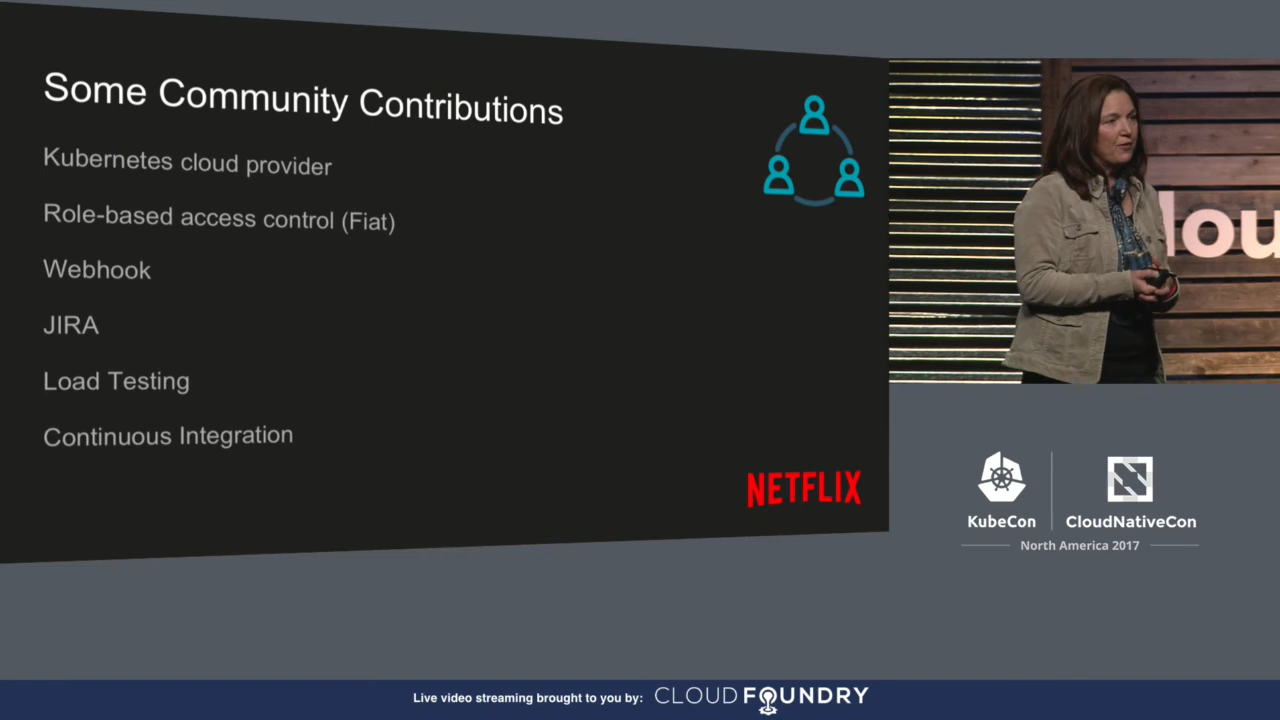 Some Community Contributions
Kubernetes cloud provider
Role-based access control (Fiat)
Webhook
JIRA
Load Testing
Continuous Integration
NETFLIX
lou
KubeCon
CloudNativeCon
North America 2017
Live video streaming brought to you by: CLOUD FOUNDRY